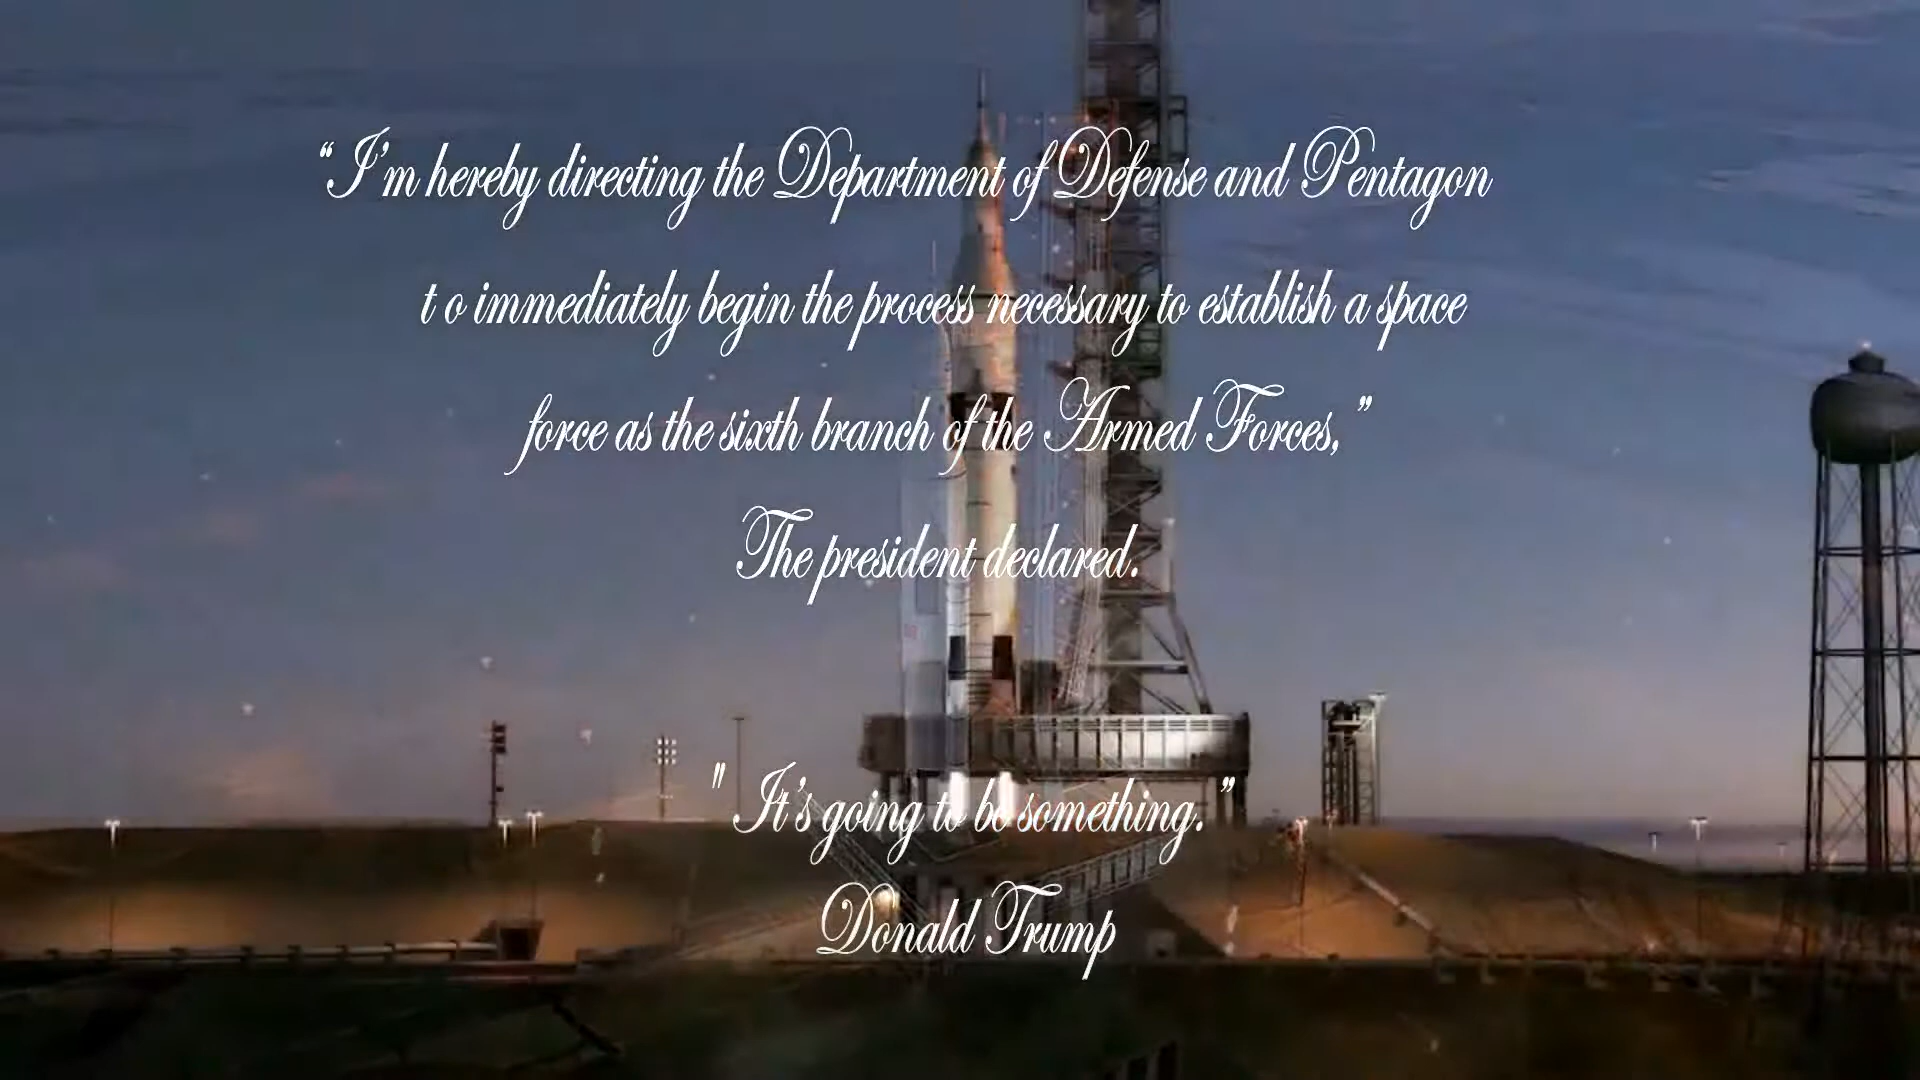 “I’m hereby directing the Department of Defense and Pentagon
t o immediately begin the process necessary to establish a space
force as the sixth branch of the Armed Forces,”
The president declared.
" It’s going to be something.”
Donald Trump